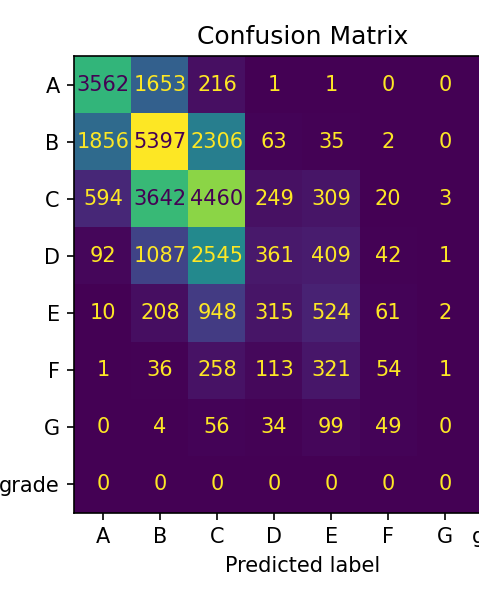 Confusion Matrix
A 3562 1653 216 1 1 0 0
B 1856 5397 2306 63 35 2 0
C 594 3642 4460 249 309 20 3
D 92 1087 2545 361 409 42 1
E 10 208 948 315 524 61 2
F 1 36 258 113 321 54 1
G 0 4 56 34 99 49 0
grade 0 0 0 0 0 0 0
A B C D E F G g
Predicted label